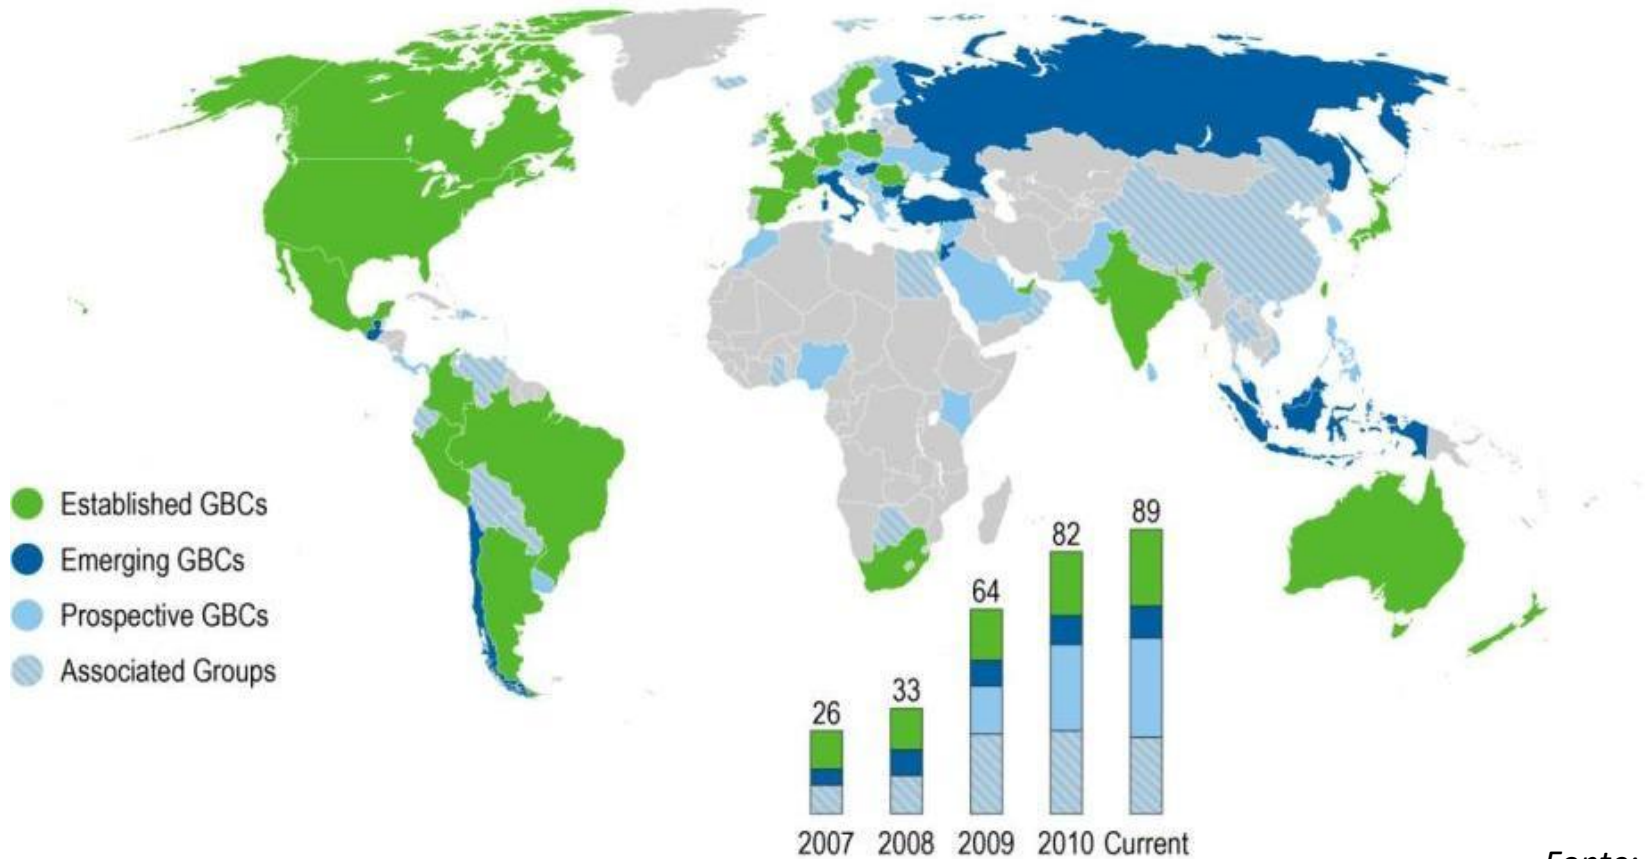 Established GBCs
Emerging GBCs
Prospective GBCs
Associated Groups
26
33
64
82
89
2007 2008 2009 2010 Current